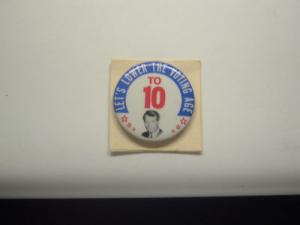 LET'S LOWER THE VOTING AGE
TO
10